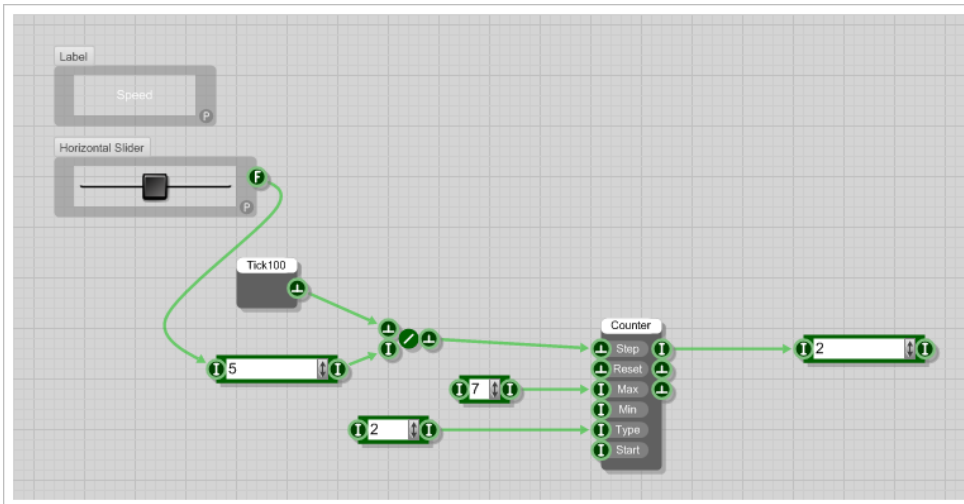 Label
Speed
P
Horizontal Slider
F
P
Tick100
5
7
2
Counter
Step
Reset
Max
Min
Type
Start
2